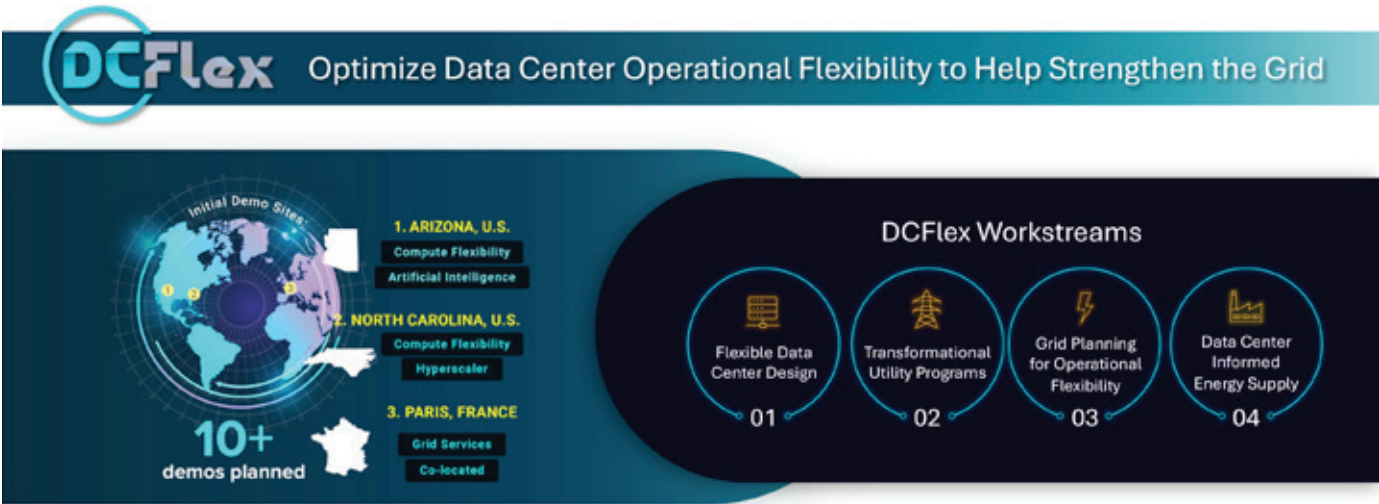 DCFlex
Optimize Data Center Operational Flexibility to Help Strengthen the Grid
Initial Demo Sites
1
2
3
10+
demos planned
1. ARIZONA, U.S.
Compute Flexibility
Artificial Intelligence
2. NORTH CAROLINA, U.S.
Compute Flexibility
Hyperscaler
3. PARIS, FRANCE
Grid Services
Co-located
DCFlex Workstreams
Flexible Data
Center Design
01
Transformational
Utility Programs
02
Grid Planning
for Operational
Flexibility
03
Data Center
Informed
Energy Supply
04